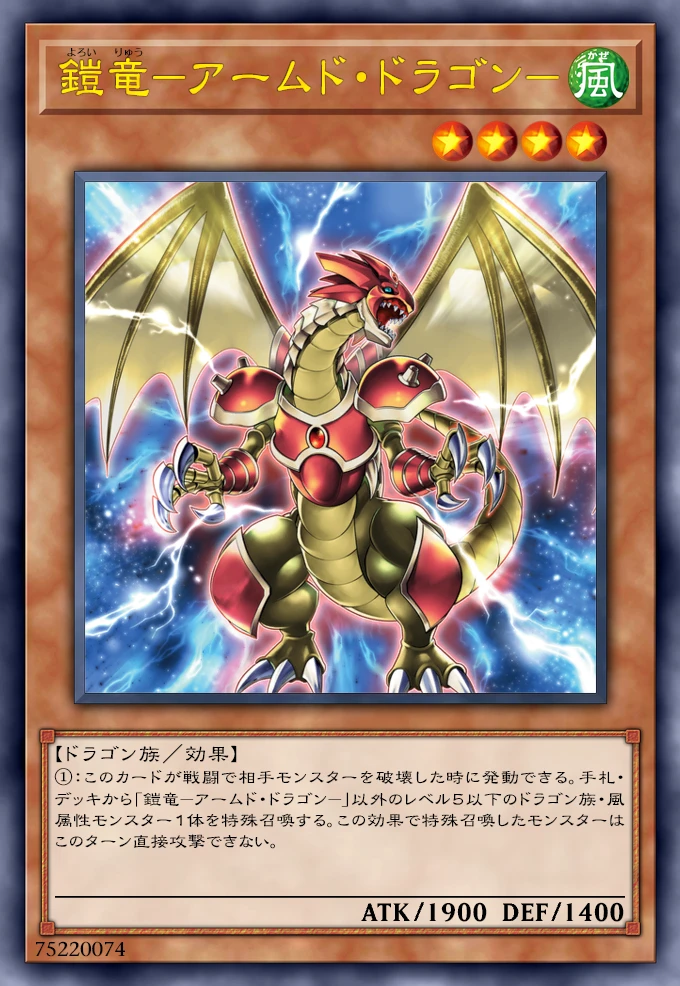 よろい りゅう
鎧竜－アームド・ドラゴン－
かぜ
風
【ドラゴン族／効果】
①：このカードが戦闘で相手モンスターを破壊した時に発動できる。手札・
デッキから「鎧竜－アームド・ドラゴン－」以外のレベル５以下のドラゴン族・風
属性モンスター１体を特殊召喚する。この効果で特殊召喚したモンスターは
このターン直接攻撃できない。
ATK/1900 DEF/1400
75220074